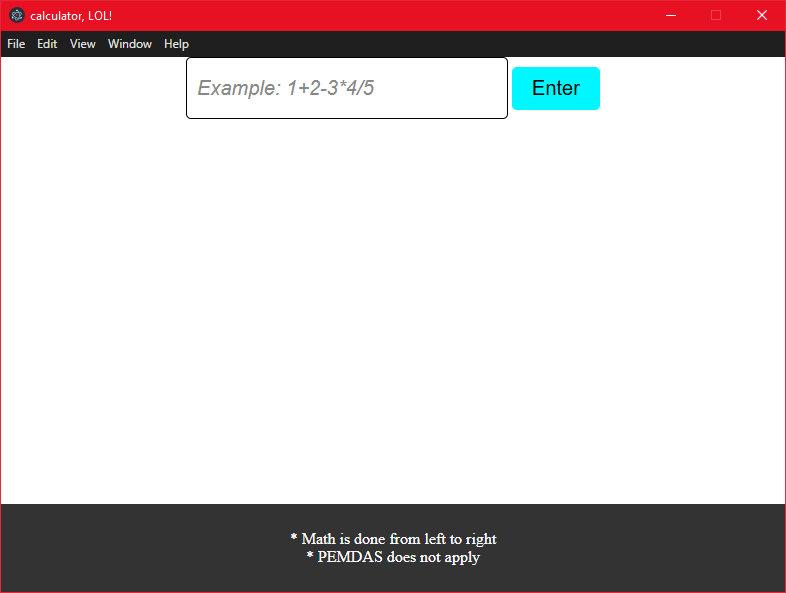 calculator, LOL!
File Edit View Window Help
Example: 1+2-3*4/5
Enter
* Math is done from left to right
* PEMDAS does not apply